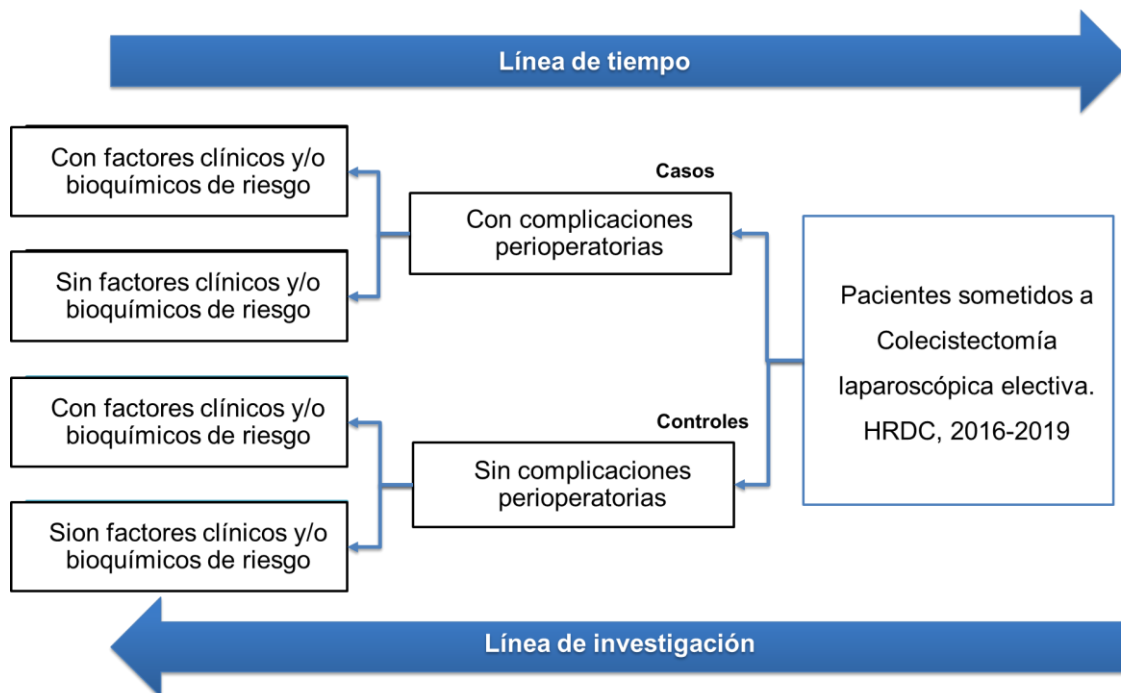 Línea de tiempo
Con factores clínicos y/o
bioquímicos de riesgo
Sin factores clínicos y/o
bioquímicos de riesgo
Casos
Con complicaciones
perioperatorias
Pacientes sometidos a
Colecistectomía
laparoscópica electiva.
HRDC, 2016-2019
Con factores clínicos y/o
bioquímicos de riesgo
Sion factores clínicos y/o
bioquímicos de riesgo
Controles
Sin complicaciones
perioperatorias
Línea de investigación